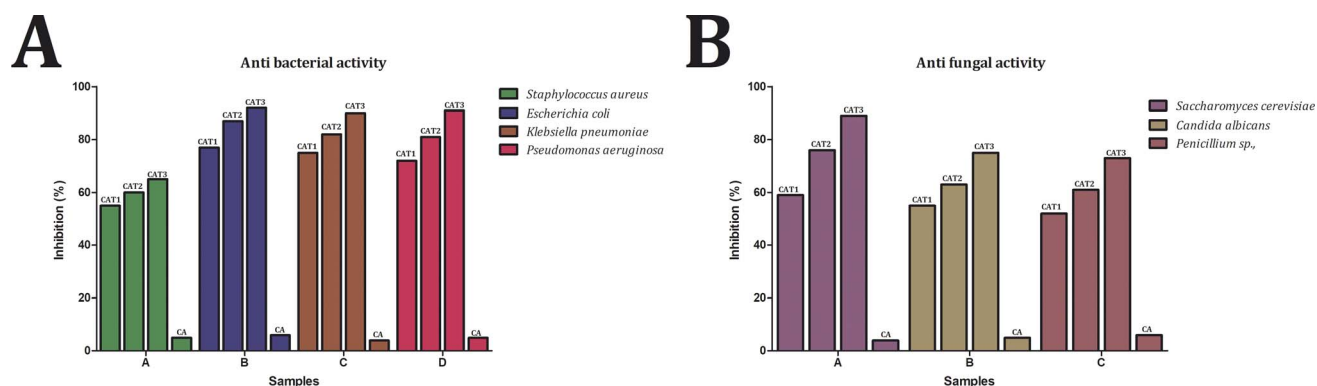 A
Anti bacterial activity
Inhibition (%)
100
80
60
40
20
0
CAT1
CAT2
CAT3
CA
CAT1
CAT2
CAT3
CA
CAT1
CAT2
CAT3
CA
CAT1
CAT2
CAT3
CA
A
B
C
D
Samples
Staphylococcus aureus
Escherichia coli
Klebsiella pneumoniae
Pseudomonas aeruginosa
B
Anti fungal activity
Inhibition (%)
100
80
60
40
20
0
CAT1
CAT2
CAT3
CA
CAT1
CAT2
CAT3
CA
CAT1
CAT2
CAT3
CA
A
B
C
Samples
Saccharomyces cerevisiae
Candida albicans
Penicillium sp.,